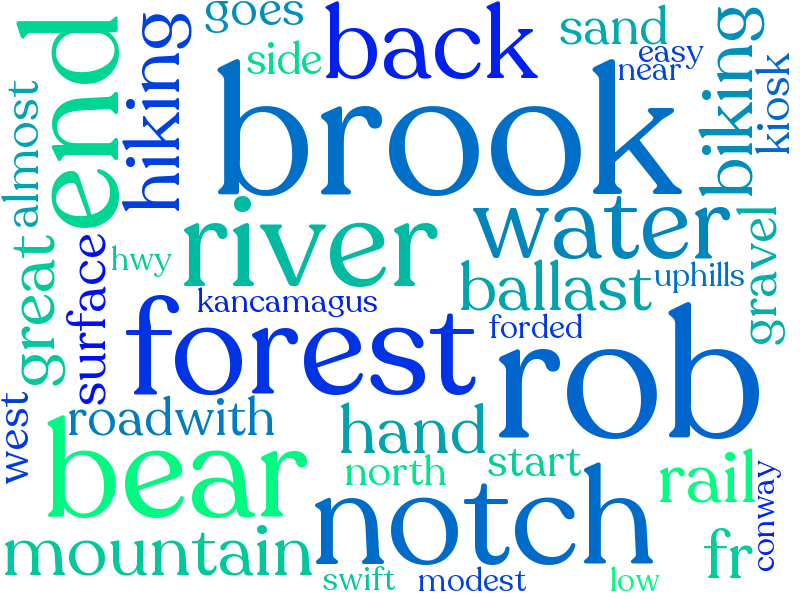 goes
back
sand
end
hiking
side
easy
near
biking
kiosk
brook
almost
river
water
great
surface
hwy
ballast
uphills
gravel
kancamagus
forest
forded
rob
west
roadwith
hand
bear
north
start
rail
notch
conway
mountain
fr
swift
modest
low